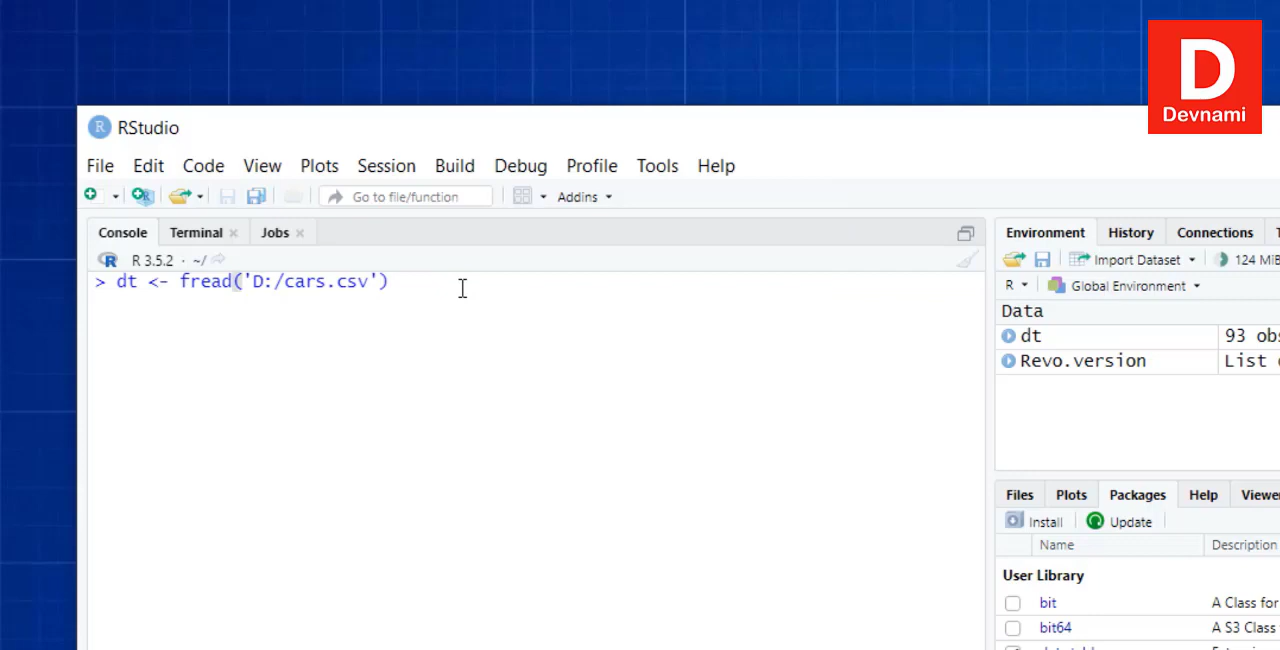 D
Devnami
R RStudio
File Edit Code View Plots Session Build Debug Profile Tools Help
Go to file/function Addins
Console Terminal Jobs
R R 3.5.2 · ~/
> dt <- fread('D:/cars.csv')
Environment History Connections
Import Dataset 124 MiB
R Global Environment
Data
dt 93 obs
Revo.version List
Files Plots Packages Help Viewer
Install Update
Name Description
User Library
bit A Class for
bit64 A S3 Class